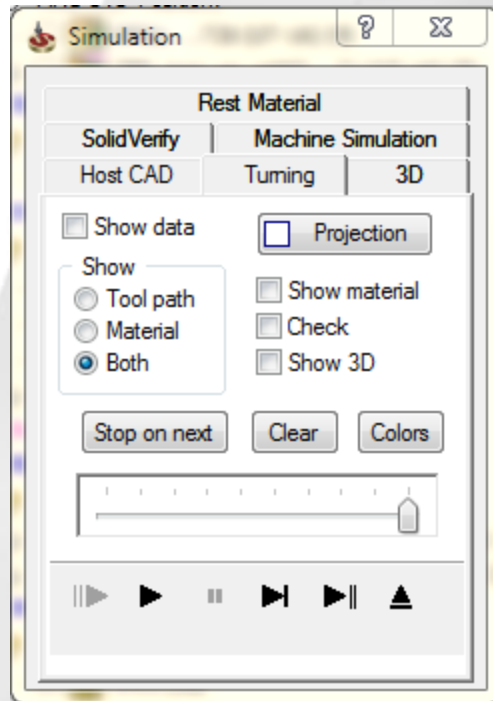 Simulation
Rest Material
SolidVerify Machine Simulation
Host CAD Turning 3D
Show data
Projection
Show
Tool path
Material
Both
Show material
Check
Show 3D
Stop on next Clear Colors